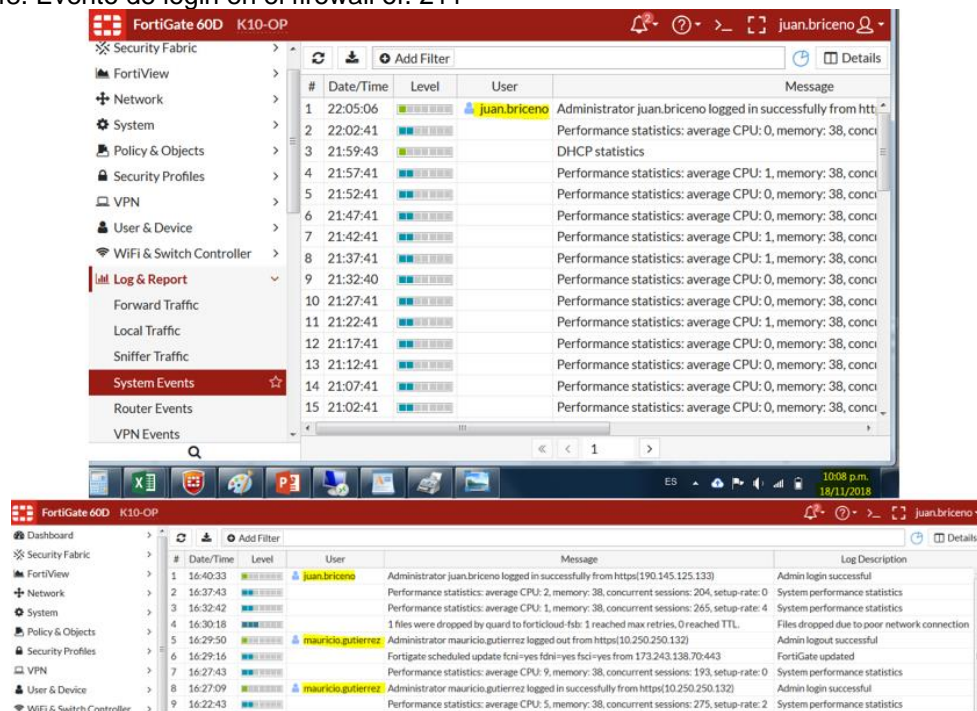 FortiGate 60D K10-OP juan.briceno
Security Fabric
FortiView
Network
System
Policy & Objects
Security Profiles
VPN
User & Device
WiFi & Switch Controller
Log & Report
Forward Traffic
Local Traffic
Sniffer Traffic
System Events
Router Events
VPN Events
Add Filter Details
# Date/Time Level User Message
1 22:05:06 juan.briceno Administrator juan.briceno logged in successfully from htt
2 22:02:41 Performance statistics: average CPU: 0, memory: 38, concu
3 21:59:43 DHCP statistics
4 21:57:41 Performance statistics: average CPU: 1, memory: 38, concu
5 21:52:41 Performance statistics: average CPU: 0, memory: 38, concu
6 21:47:41 Performance statistics: average CPU: 0, memory: 38, concu
7 21:42:41 Performance statistics: average CPU: 1, memory: 38, concu
8 21:37:41 Performance statistics: average CPU: 1, memory: 38, concu
9 21:32:40 Performance statistics: average CPU: 0, memory: 38, concu
10 21:27:41 Performance statistics: average CPU: 0, memory: 38, concu
11 21:22:41 Performance statistics: average CPU: 1, memory: 38, concu
12 21:17:41 Performance statistics: average CPU: 0, memory: 38, concu
13 21:12:41 Performance statistics: average CPU: 0, memory: 38, concu
14 21:07:41 Performance statistics: average CPU: 0, memory: 38, concu
15 21:02:41 Performance statistics: average CPU: 0, memory: 38, concu
« < 1 >
ES 10:08 p.m.
18/11/2018
FortiGate 60D K10-OP juan.briceno
Dashboard
Security Fabric
FortiView
Network
System
Policy & Objects
Security Profiles
VPN
User & Device
WiFi & Switch Controller
Add Filter Details
# Date/Time Level User Message Log Description
1 16:40:33 juan.briceno Administrator juan.briceno logged in successfully from https(190.145.125.133) Admin login successful
2 16:37:43 Performance statistics: average CPU: 2, memory: 38, concurrent sessions: 204, setup-rate: 0 System performance statistics
3 16:32:42 Performance statistics: average CPU: 1, memory: 38, concurrent sessions: 265, setup-rate: 4 System performance statistics
4 16:30:18 1 files were dropped by quard to forticloud-fsb: 1 reached max retries, 0 reached TTL. Files dropped due to poor network connection
5 16:29:50 mauricio.gutierrez Administrator mauricio.gutierrez logged out from https(10.250.250.132) Admin logout successful
6 16:29:16 Fortigate scheduled update fcni=yes fdni=yes fsci=yes from 173.243.138.70:443 FortiGate updated
7 16:27:43 Performance statistics: average CPU: 9, memory: 38, concurrent sessions: 193, setup-rate: 0 System performance statistics
8 16:27:09 mauricio.gutierrez Administrator mauricio.gutierrez logged in successfully from https(10.250.250.132) Admin login successful
9 16:22:43 Performance statistics: average CPU: 5, memory: 38, concurrent sessions: 275, setup-rate: 2 System performance statistics